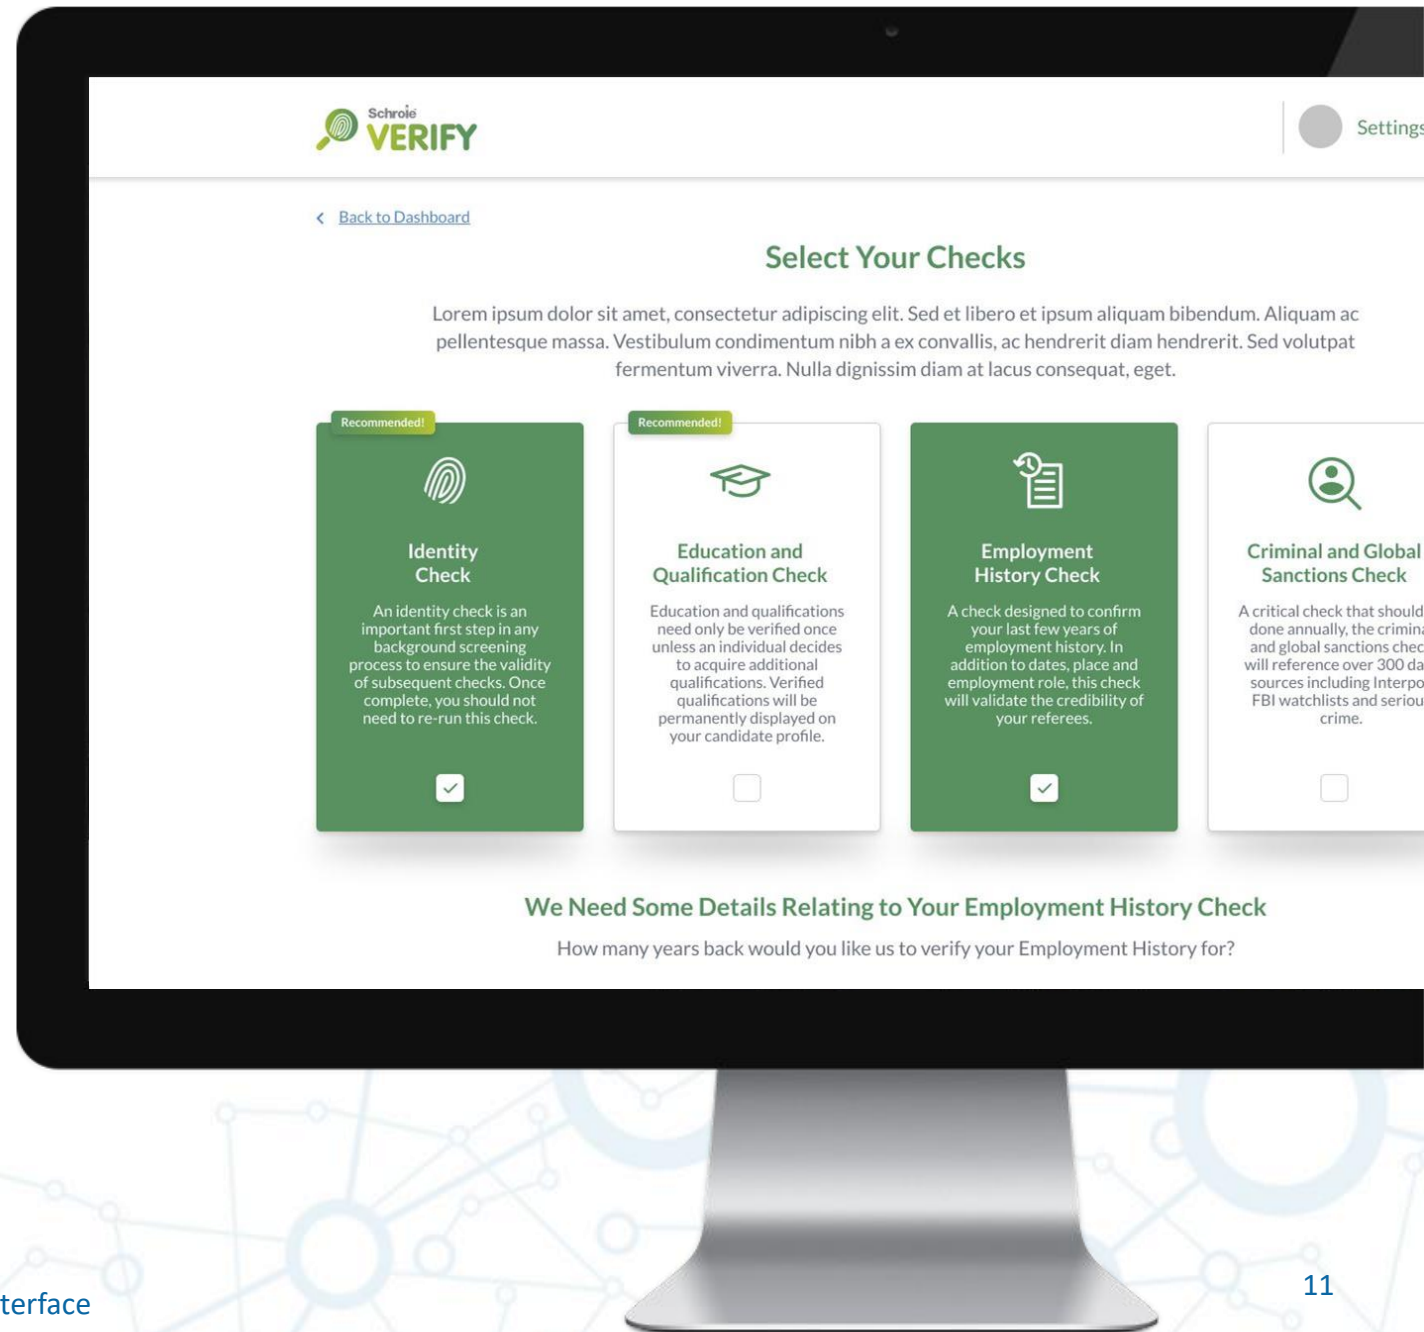 Schrole
VERIFY
Settings
Back to Dashboard
Select Your Checks
Lorem ipsum dolor sit amet, consectetur adipiscing elit. Sed et libero et ipsum aliquam bibendum. Aliquam ac
pellentesque massa. Vestibulum condimentum nibh a ex convallis, ac hendrerit diam hendrerit. Sed volutpat
fermentum viverra. Nulla dignissim diam at lacus consequat, eget.
Recommended!
Identity
Check
An identity check is an
important first step in any
background screening
process to ensure the validity
of subsequent checks. Once
complete, you should not
need to re-run this check.
Recommended!
Education and
Qualification Check
Education and qualifications
need only be verified once
unless an individual decides
to acquire additional
qualifications. Verified
qualifications will be
permanently displayed on
your candidate profile.
Employment
History Check
A check designed to confirm
your last few years of
employment history. In
addition to dates, place and
employment role, this check
will validate the credibility of
your referees.
Criminal and Global
Sanctions Check
A critical check that should
done annually, the crimina
and global sanctions chec
will reference over 300 da
sources including Interpo
FBI watchlists and seriou
crime.
We Need Some Details Relating to Your Employment History Check
How many years back would you like us to verify your Employment History for?
terface
11